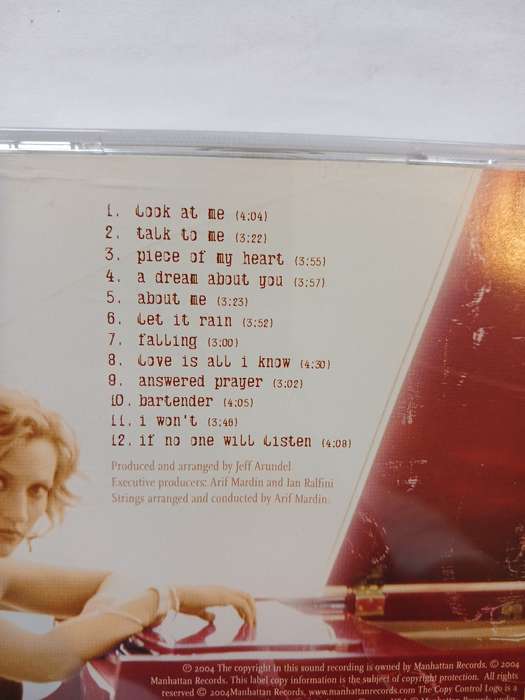 1. Look at me (4:04)
2. talk to me (3:22)
3. piece of my heart (3:55)
4. a dream about you (3:57)
5. about me (3:23)
6. Let it rain (3:52)
7. falling (3:00)
8. Love is all i know (4:30)
9. answered prayer (3:02)
10. bartender (4:05)
11. i won't (3:46)
12. if no one will listen (4:08)
Produced and arranged by Jeff Arundel
Executive producers: Arif Mardin and Ian Ralfini
Strings arranged and conducted by Arif Mardin.
© 2004 The copyright in this sound recording is owned by Manhattan Records. © 2004
Manhattan Records. This label copy information is the subject of copyright protection. All rights
reserved © 2004Manhattan Records, www.manhattanrecords.com The Copy Control Logo is